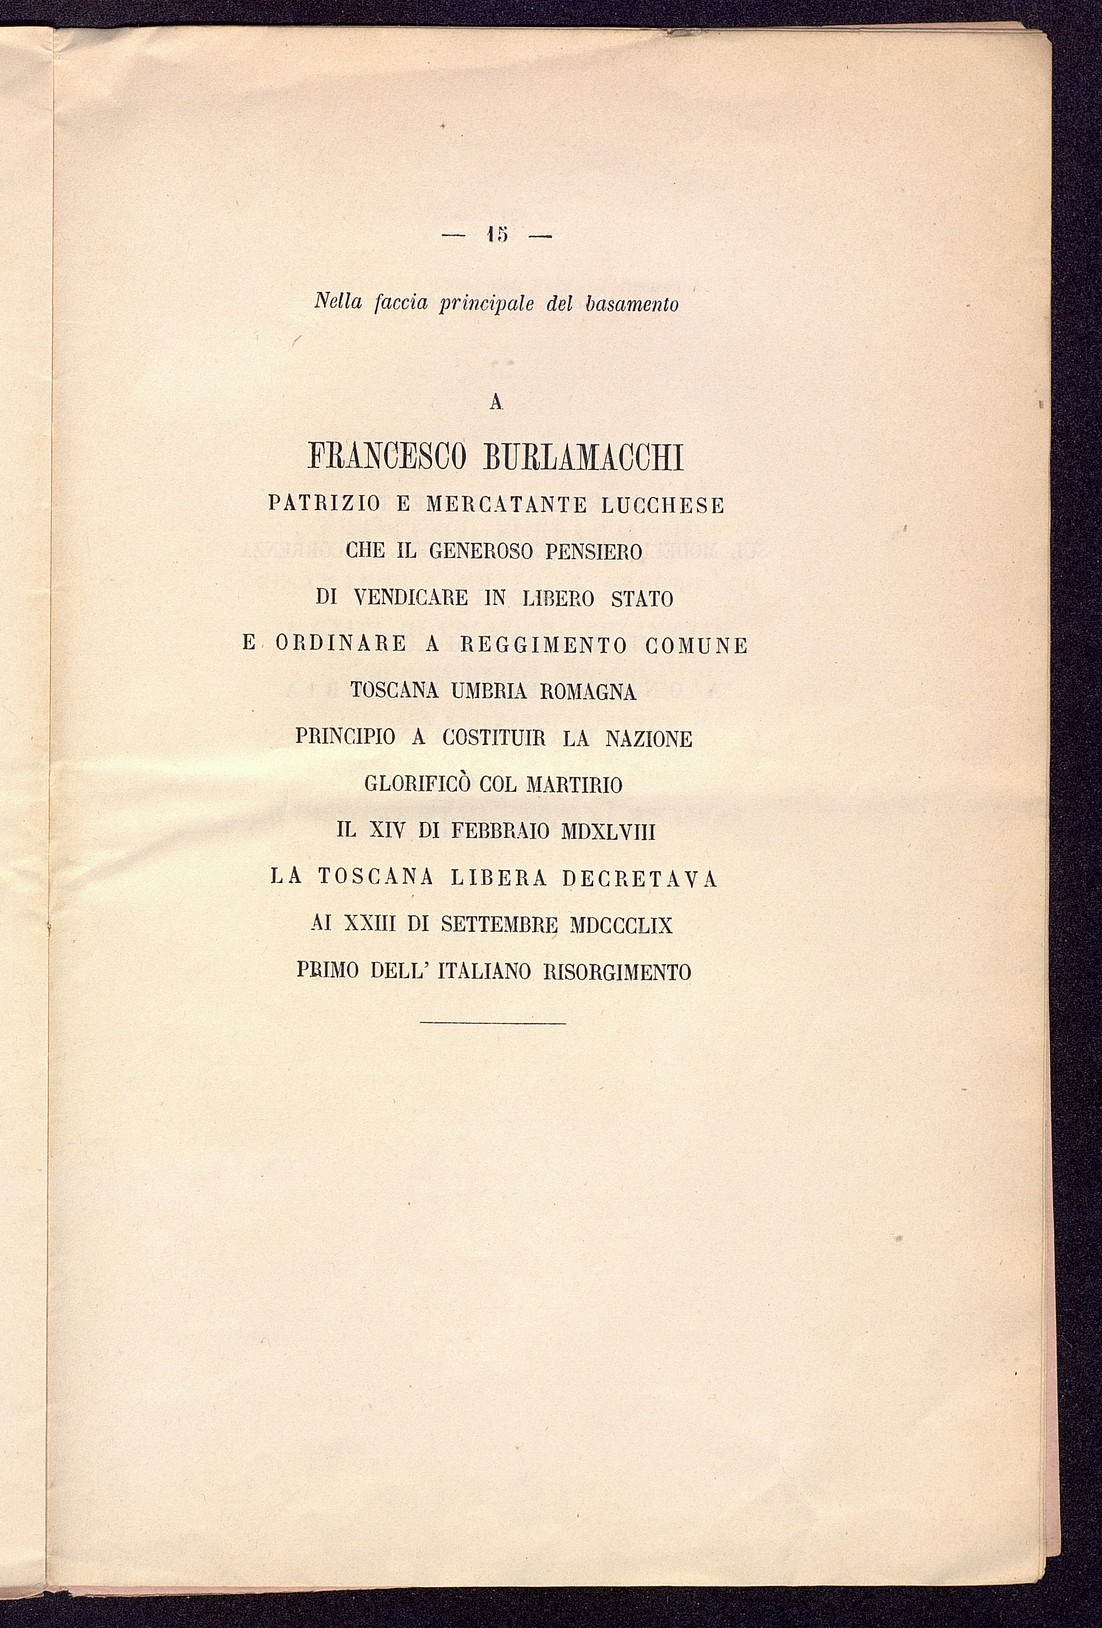 — 15 —
Nella faccia principale del basamento
A
FRANCESCO BURLAMACCHI
PATRIZIO E MERCATANTE LUCCHESE
CHE IL GENEROSO PENSIERO
DI VENDICARE IN LIBERO STATO
E ORDINARE A REGGIMENTO COMUNE
TOSCANA UMBRIA ROMAGNA
PRINCIPIO A COSTITUIR LA NAZIONE
GLORIFICÒ COL MARTIRIO
IL XIV DI FEBBRAIO MDXLVIII
LA TOSCANA LIBERA DECRETAVA
AI XXIII DI SETTEMBRE MDCCCLIX
PRIMO DELL' ITALIANO RISORGIMENTO